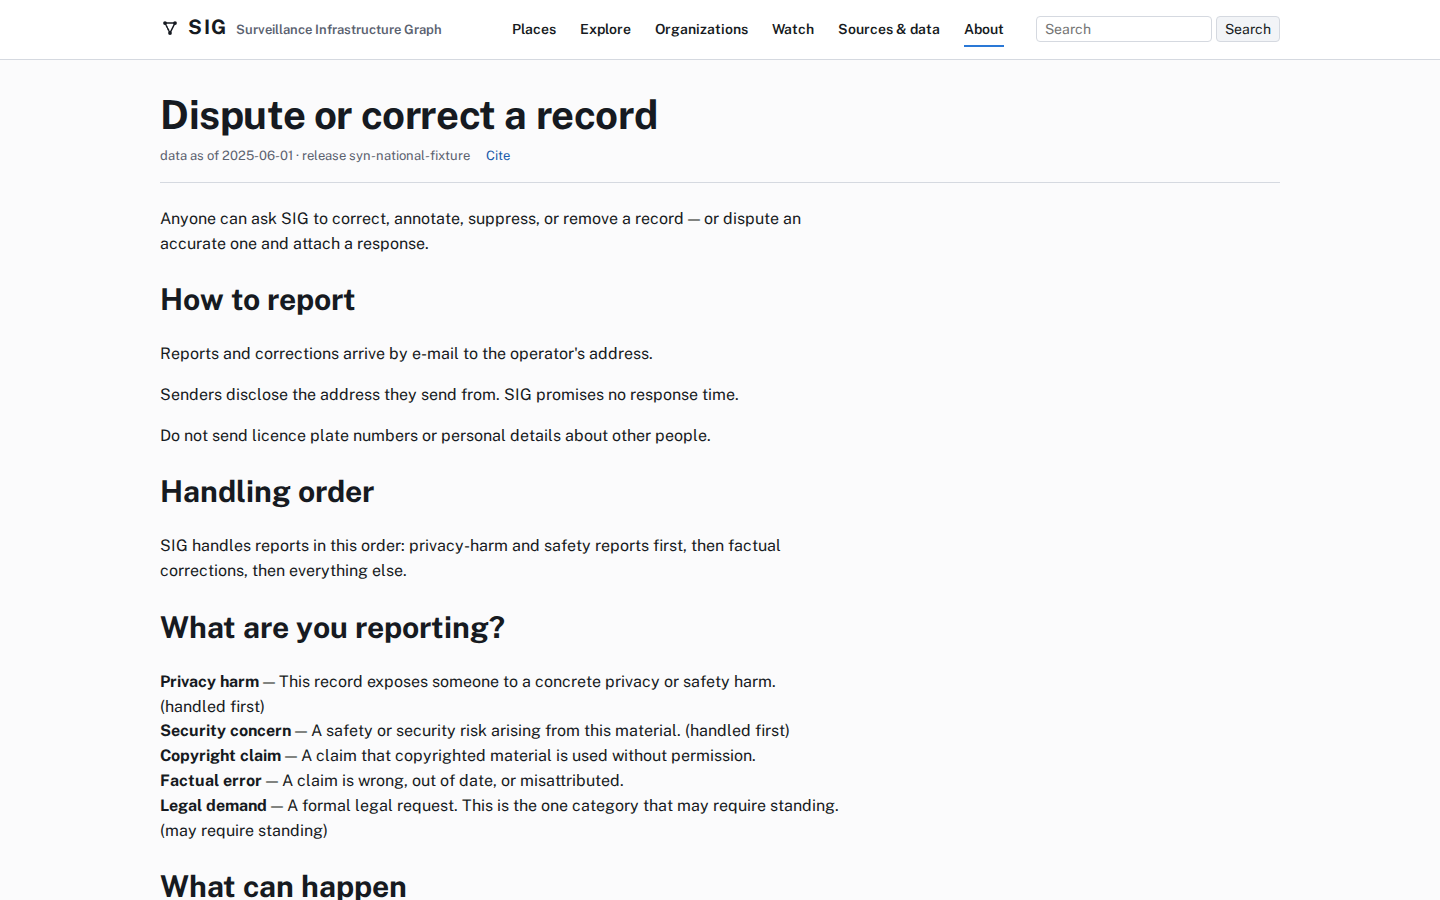 SIG Surveillance Infrastructure Graph Places Explore Organizations Watch Sources & data About Search Search
Dispute or correct a record
data as of 2025-06-01 · release syn-national-fixture Cite
Anyone can ask SIG to correct, annotate, suppress, or remove a record — or dispute an
accurate one and attach a response.
How to report
Reports and corrections arrive by e-mail to the operator's address.
Senders disclose the address they send from. SIG promises no response time.
Do not send licence plate numbers or personal details about other people.
Handling order
SIG handles reports in this order: privacy-harm and safety reports first, then factual
corrections, then everything else.
What are you reporting?
Privacy harm — This record exposes someone to a concrete privacy or safety harm.
(handled first)
Security concern — A safety or security risk arising from this material. (handled first)
Copyright claim — A claim that copyrighted material is used without permission.
Factual error — A claim is wrong, out of date, or misattributed.
Legal demand — A formal legal request. This is the one category that may require standing.
(may require standing)
What can happen